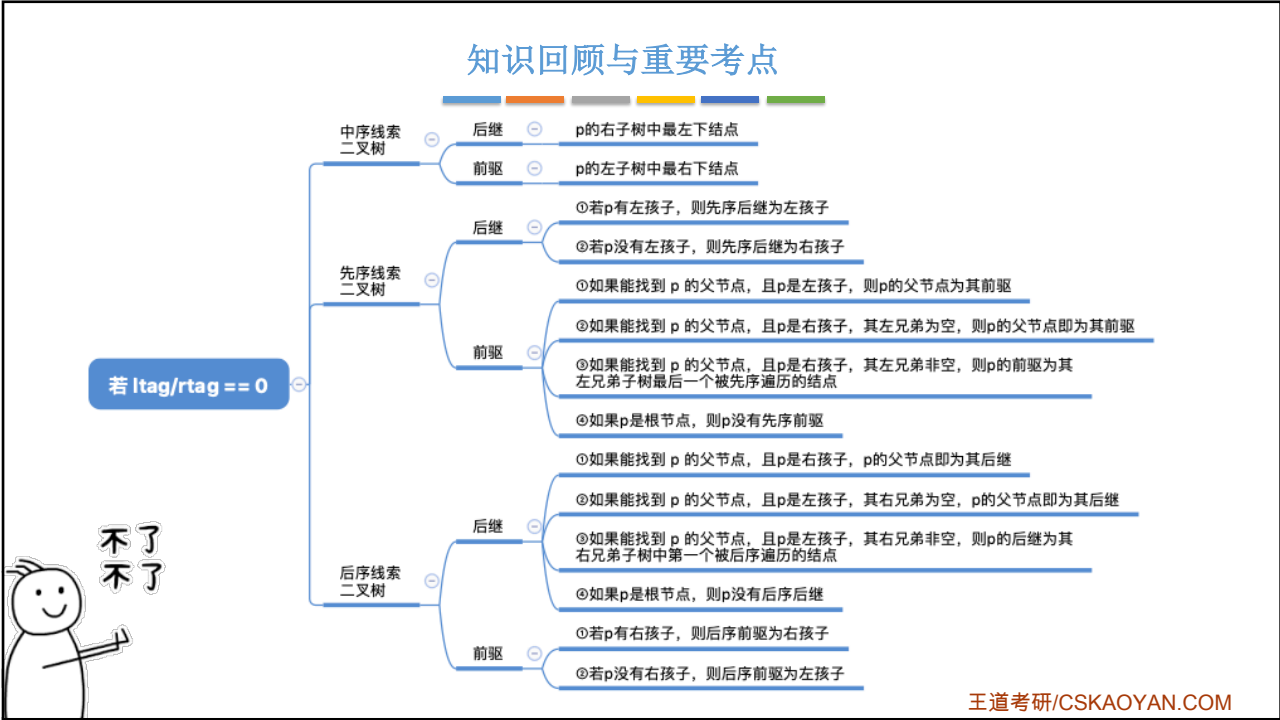 知识回顾与重要考点
若 ltag/rtag == 0
中序线索
二叉树
后继
p的右子树中最左下结点
前驱
p的左子树中最右下结点
先序线索
二叉树
后继
①若p有左孩子，则先序后继为左孩子
②若p没有左孩子，则先序后继为右孩子
前驱
①如果能找到 p 的父节点，且p是左孩子，则p的父节点为其前驱
②如果能找到 p 的父节点，且p是右孩子，其左兄弟为空，则p的父节点即为其前驱
③如果能找到 p 的父节点，且p是右孩子，其左兄弟非空，则p的前驱为其
左兄弟子树最后一个被先序遍历的结点
④如果p是根节点，则p没有先序前驱
后序线索
二叉树
后继
①如果能找到 p 的父节点，且p是右孩子，p的父节点即为其后继
②如果能找到 p 的父节点，且p是左孩子，其右兄弟为空，p的父节点即为其后继
③如果能找到 p 的父节点，且p是左孩子，其右兄弟非空，则p的后继为其
右兄弟子树中第一个被后序遍历的结点
④如果p是根节点，则p没有后序后继
前驱
①若p有右孩子，则后序前驱为右孩子
②若p没有右孩子，则后序前驱为左孩子
不了
不了
王道考研/CSKAOYAN.COM